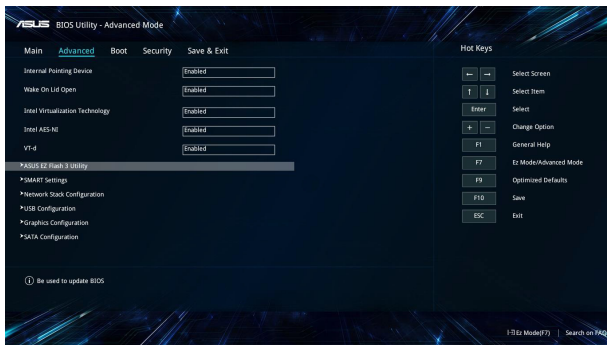 ASUS BIOS Utility - Advanced Mode
Main Advanced Boot Security Save & Exit
Internal Pointing Device Enabled
Wake On Lid Open Enabled
Intel Virtualization Technology Enabled
Intel AES-NI Enabled
VT-d Enabled
>ASUS EZ Flash 3 Utility
>SMART Settings
>Network Stack Configuration
>USB Configuration
>Graphics Configuration
>SATA Configuration
Be used to update BIOS
Hot Keys
← → Select Screen
↑ ↓ Select Item
Enter Select
+ − Change Option
F1 General Help
F7 Ez Mode/Advanced Mode
F9 Optimized Defaults
F10 Save
ESC Exit
Ez Mode(F7) | Search on FAQ